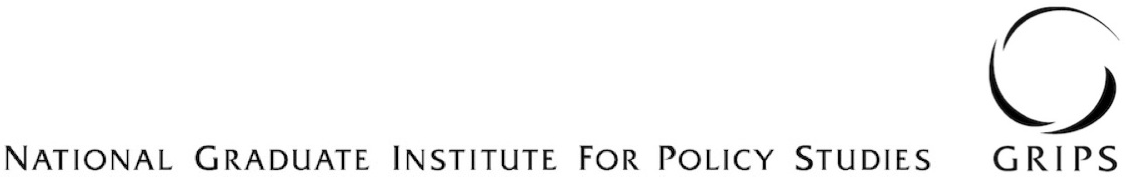 NATIONAL GRADUATE INSTITUTE FOR POLICY STUDIES
GRIPS